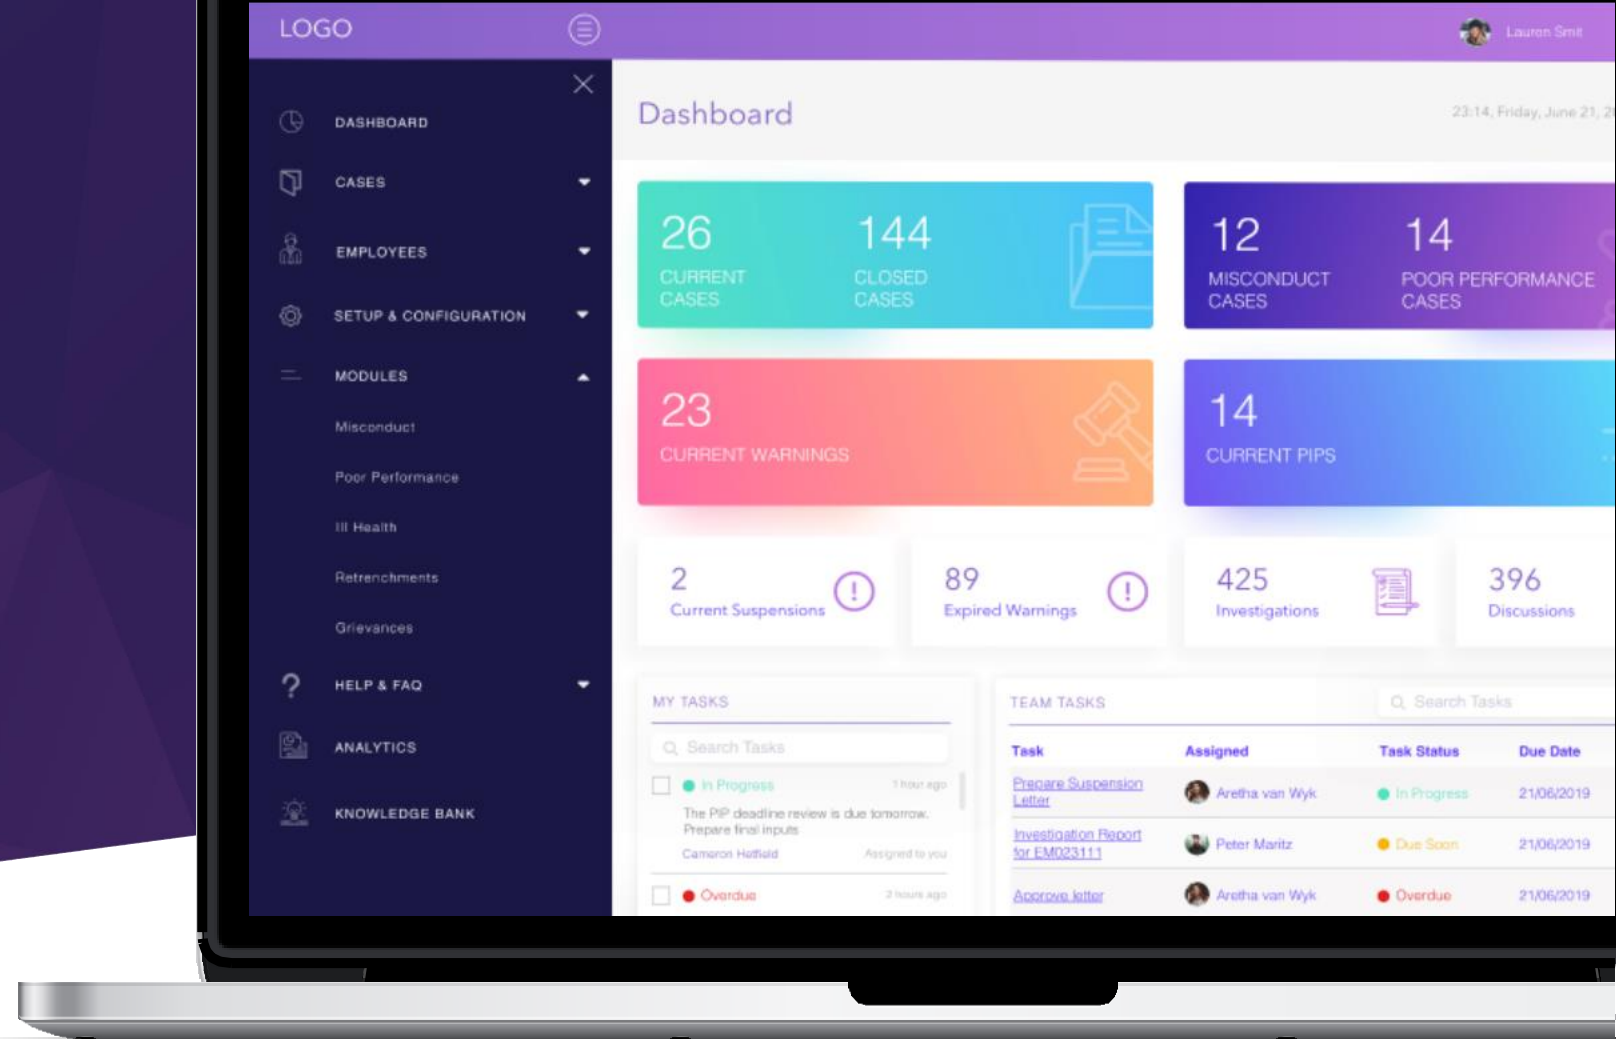 LOGO
Lauren Smit
DASHBOARD
CASES
EMPLOYEES
SETUP & CONFIGURATION
MODULES
Misconduct
Poor Performance
Ill Health
Retrenchments
Grievances
HELP & FAQ
ANALYTICS
KNOWLEDGE BANK
Dashboard
23:14, Friday, June 21,
26
CURRENT
CASES
144
CLOSED
CASES
12
MISCONDUCT
CASES
14
POOR PERFORMANCE
CASES
23
CURRENT WARNINGS
14
CURRENT PIPS
2
Current Suspensions
89
Expired Warnings
425
Investigations
396
Discussions
MY TASKS
Search Tasks
In Progress 1 hour ago
The PIP deadline review is due tomorrow.
Prepare final inputs
Cameron Hatfield Assigned to you
Overdue 2 hours ago
TEAM TASKS Search Tasks
Task Assigned Task Status Due Date
Prepare Suspension
Letter
Aretha van Wyk In Progress 21/06/2019
Investigation Report
for EM023111
Peter Maritz Due Soon 21/06/2019
Approve letter Aretha van Wyk Overdue 21/06/2019